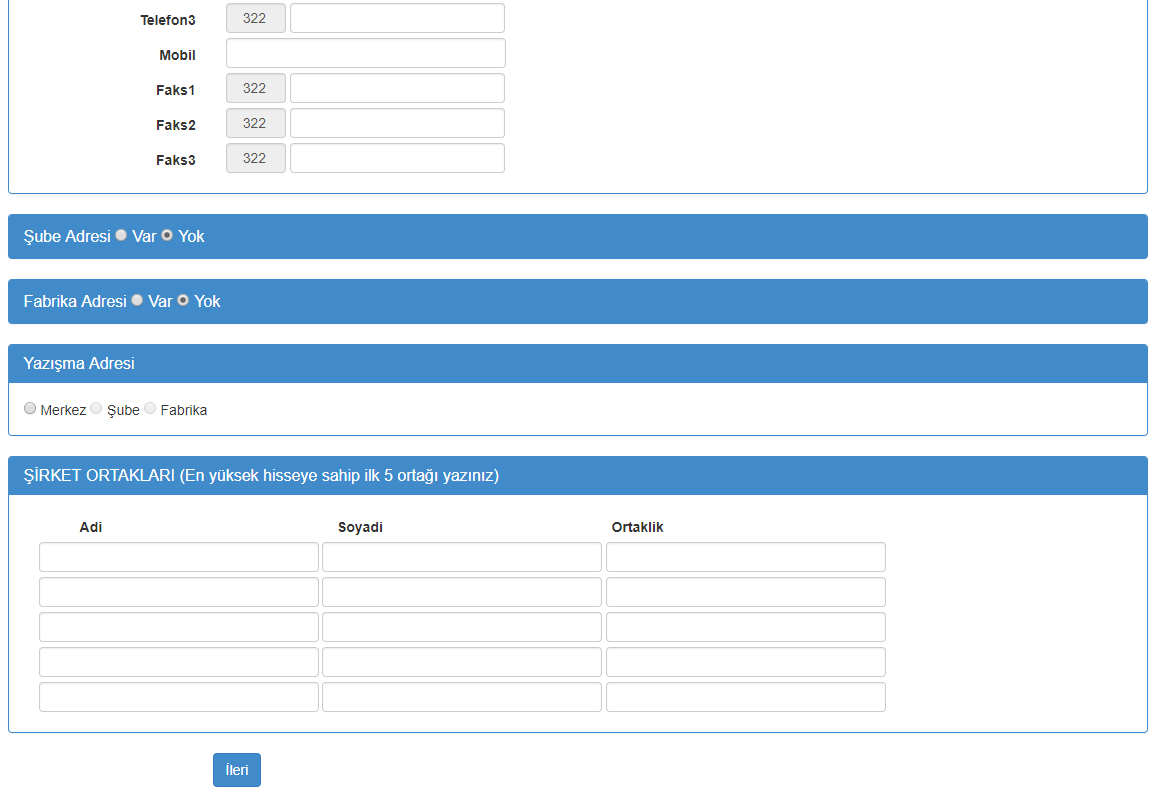 Telefon3 322
Mobil
Faks1 322
Faks2 322
Faks3 322
Şube Adresi Var Yok
Fabrika Adresi Var Yok
Yazışma Adresi
Merkez Şube Fabrika
ŞİRKET ORTAKLARI (En yüksek hisseye sahip ilk 5 ortağı yazınız)
Adi Soyadi Ortaklik
İleri